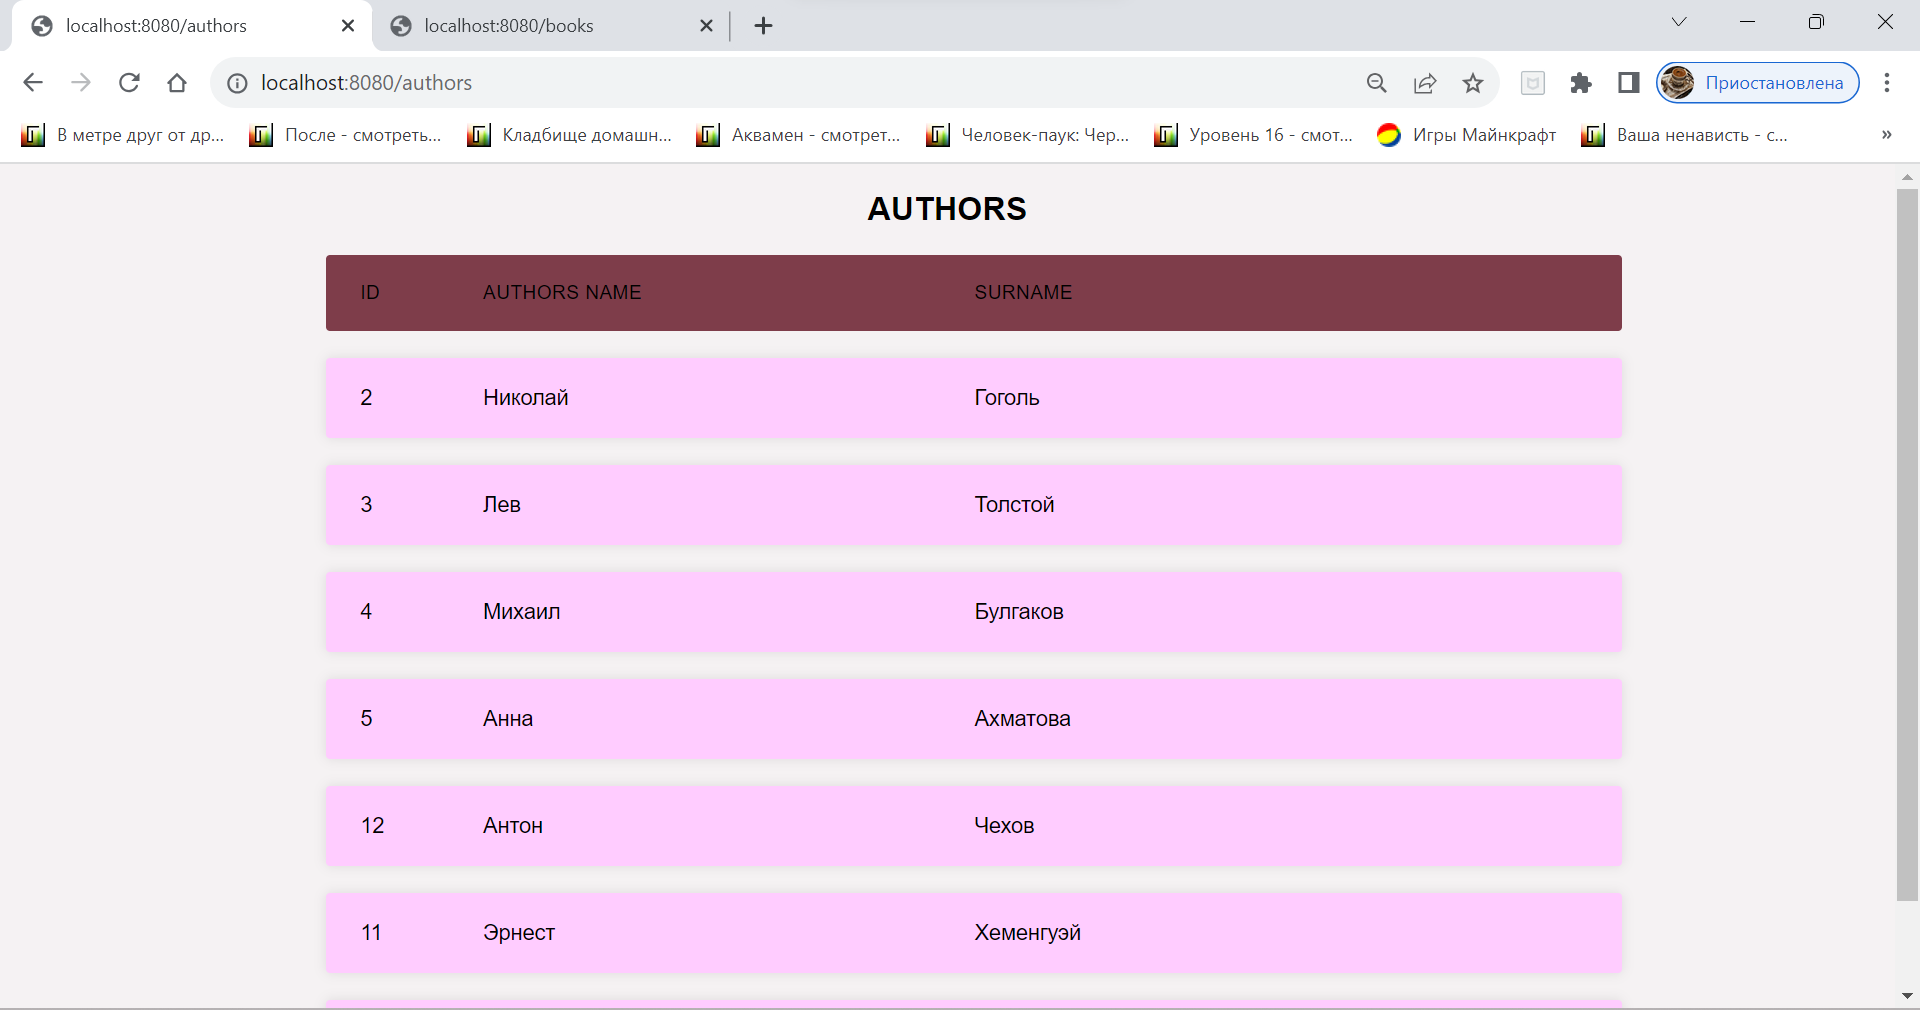 localhost:8080/authors
localhost:8080/books
localhost:8080/authors
Приостановлена
В метре друг от др...
После - смотреть...
Кладбище домашн...
Аквамен - смотрет...
Человек-паук: Чер...
Уровень 16 - смот...
Игры Майнкрафт
Ваша ненависть - с...
»
AUTHORS
ID AUTHORS NAME SURNAME
2 Николай Гоголь
3 Лев Толстой
4 Михаил Булгаков
5 Анна Ахматова
12 Антон Чехов
11 Эрнест Хеменгуэй